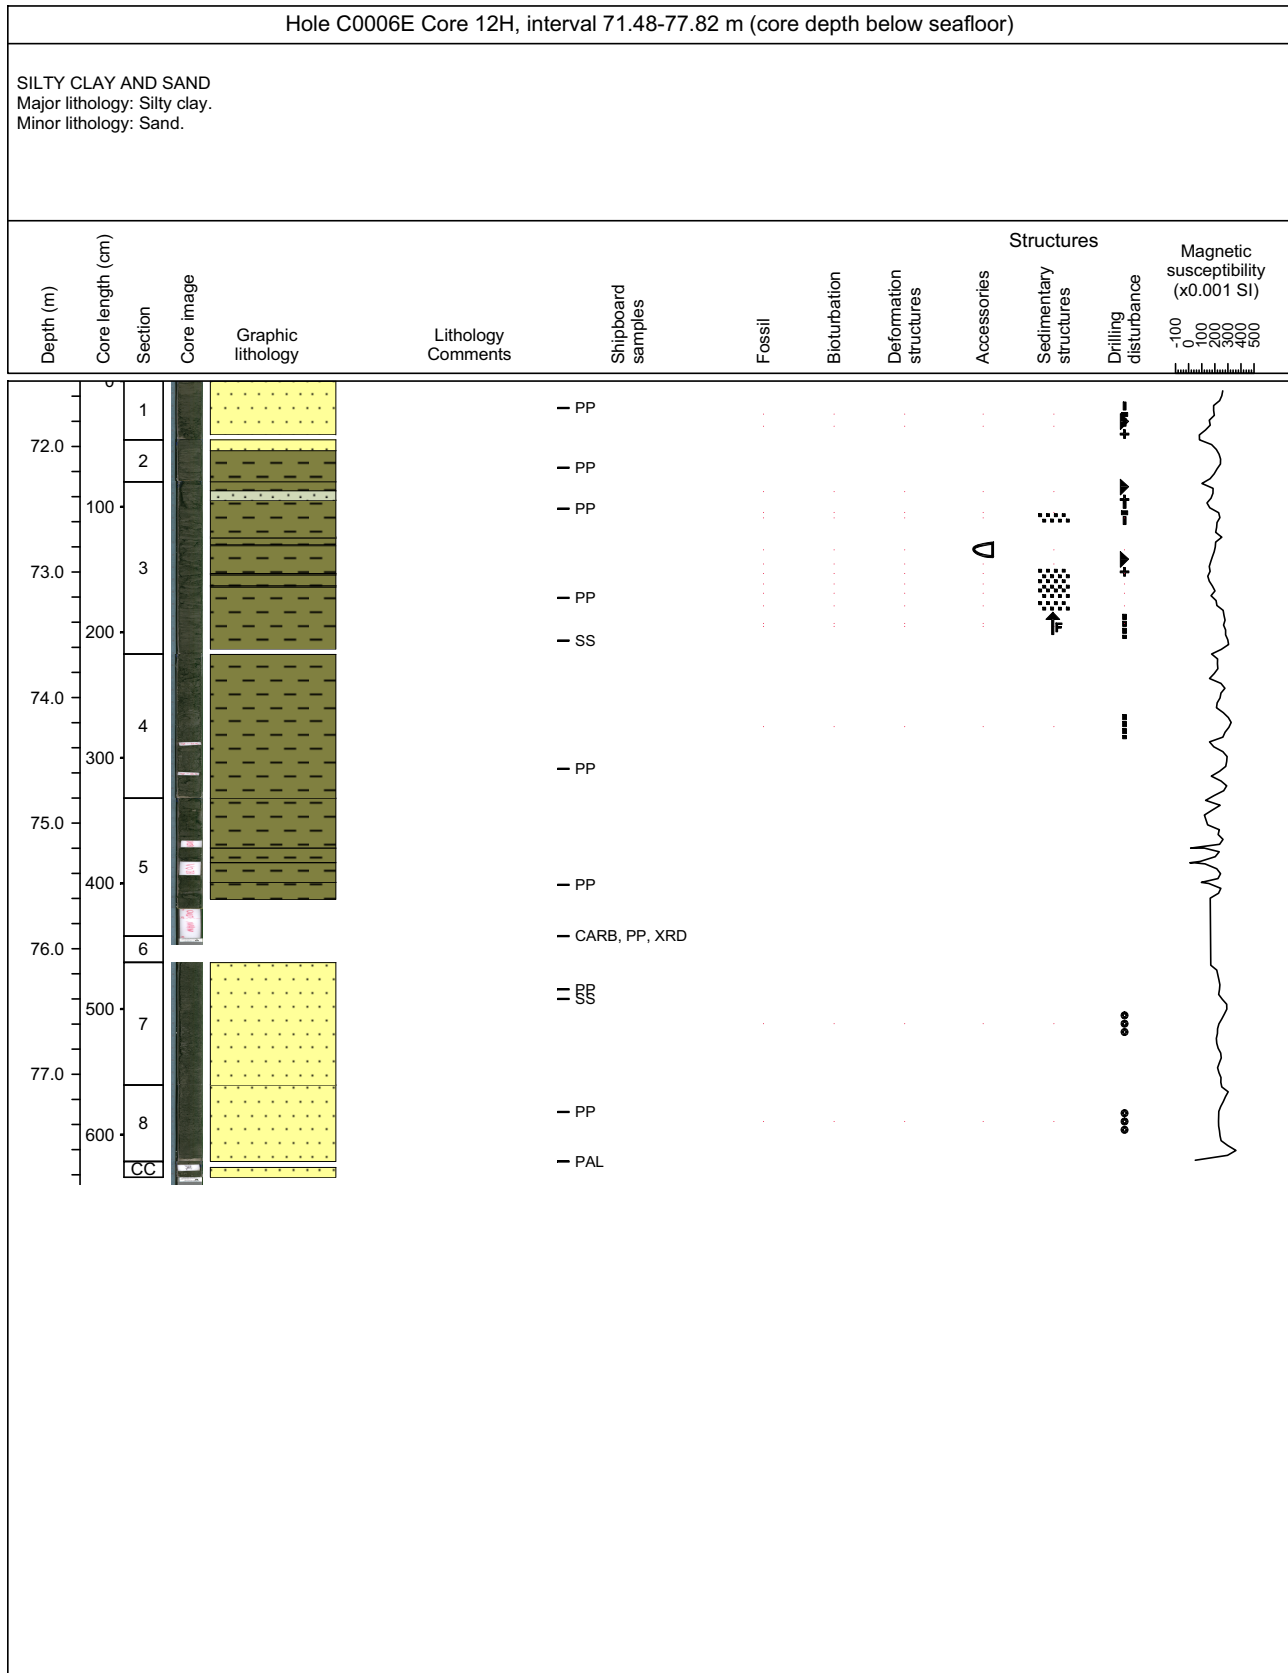 Hole C0006E Core 12H, interval 71.48-77.82 m (core depth below seafloor)
SILTY CLAY AND SAND
Major lithology: Silty clay.
Minor lithology: Sand.
Depth (m)
Core length (cm)
Section
Core image
Graphic
lithology
Lithology
Comments
Shipboard
samples
Fossil
Bioturbation
Deformation
structures
Accessories
Structures
Sedimentary
structures
Drilling
disturbance
Magnetic
susceptibility
(x0.001 SI)
-100
0
100
200
300
400
500
0
1
PP
72.0
2
PP
100
PP
73.0
3
PP
200
SS
F
74.0
4
300
PP
75.0
5
400
PP
CARB, PP, XRD
76.0
6
PP
SS
500
7
77.0
PP
8
600
PAL
CC